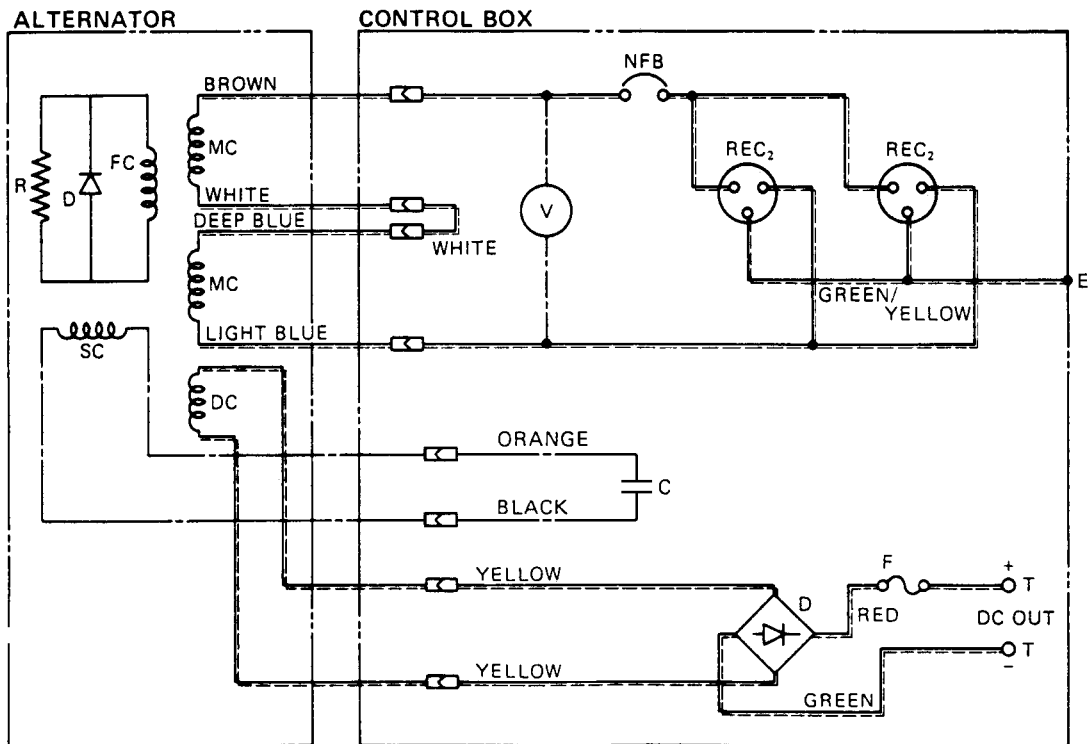 ALTERNATOR
CONTROL BOX
BROWN
NFB
R
D
FC
MC
REC₂
REC₂
WHITE
DEEP BLUE
WHITE
V
MC
E
GREEN/
YELLOW
LIGHT BLUE
SC
DC
ORANGE
C
BLACK
YELLOW
D
F
+
T
RED
DC OUT
T
−
YELLOW
GREEN